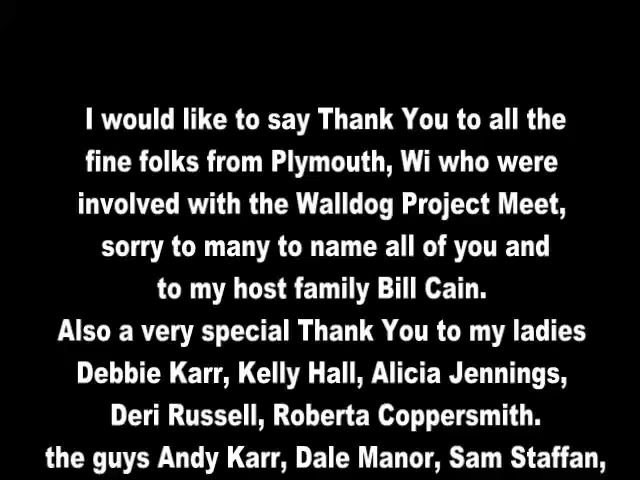 I would like to say Thank You to all the
fine folks from Plymouth, Wi who were
involved with the Walldog Project Meet,
sorry to many to name all of you and
to my host family Bill Cain.
Also a very special Thank You to my ladies
Debbie Karr, Kelly Hall, Alicia Jennings,
Deri Russell, Roberta Coppersmith.
the guys Andy Karr, Dale Manor, Sam Staffan,